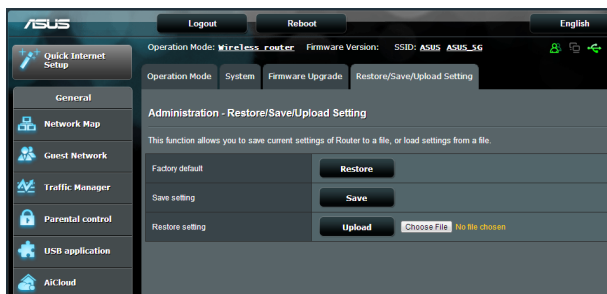 ASUS
Logout
Reboot
English
Quick Internet Setup
Operation Mode: Wireless router Firmware Version: SSID: ASUS ASUS_5G
Operation Mode
System
Firmware Upgrade
Restore/Save/Upload Setting
General
Network Map
Guest Network
Traffic Manager
Parental control
USB application
AiCloud
Administration - Restore/Save/Upload Setting
This function allows you to save current settings of Router to a file, or load settings from a file.
Factory default
Restore
Save setting
Save
Restore setting
Upload
Choose File No file chosen